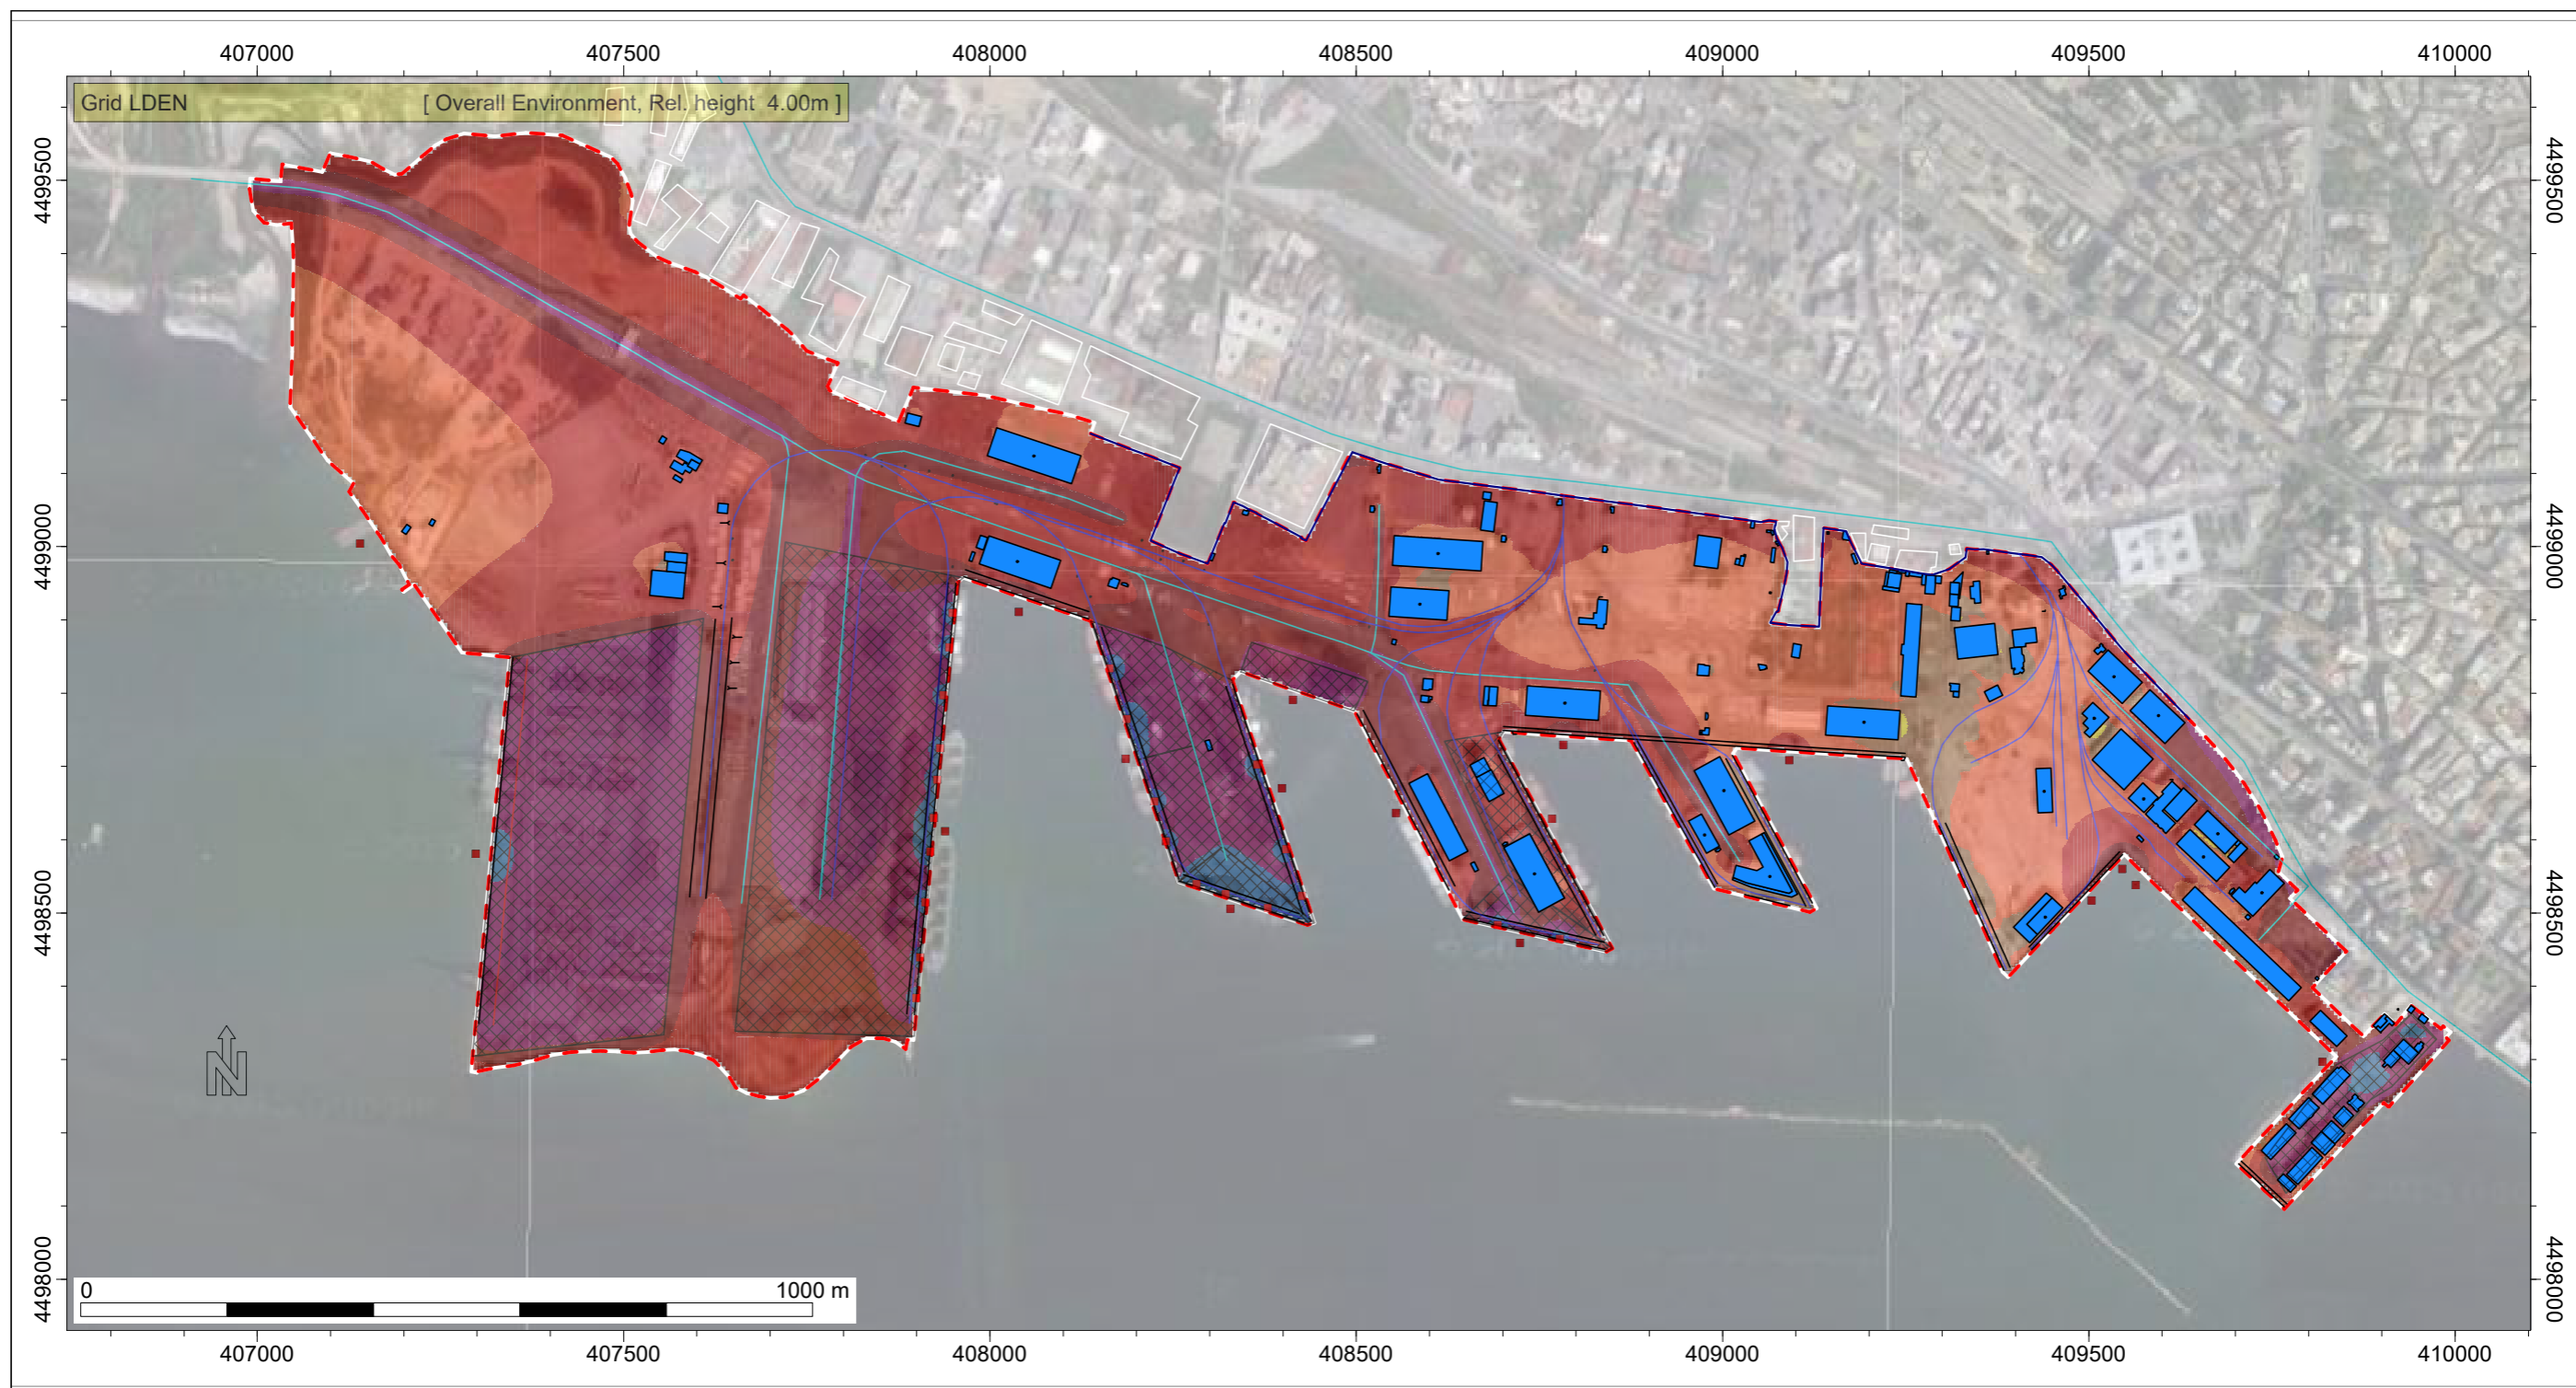 407000 407500 408000 408500 409000 409500 410000
Grid LDEN [ Overall Environment, Rel. height 4.00m ]
4499500 4499500
4499000 4499000
4498500 4498500
N
0 1000 m
4498000 4498000
407000 407500 408000 408500 409000 409500 410000